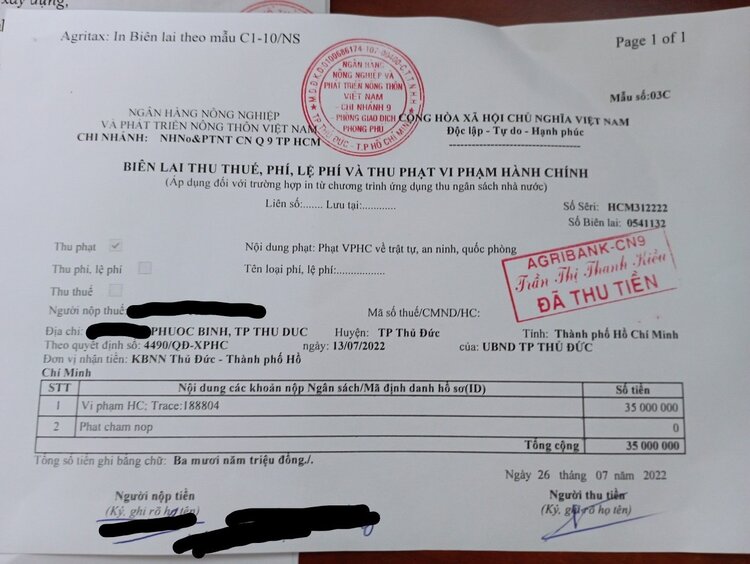 xây dựng,
Agritax: In Biên lai theo mẫu C1-10/NS
Page 1 of 1
Mẫu số:03C
M.S.D.N:0100686174-107-
NGÂN HÀNG
NÔNG NGHIỆP VÀ
PHÁT TRIỂN NÔNG THÔN
VIỆT NAM
- CHI NHÁNH 9
- PHÒNG GIAO DỊCH
PHONG PHÚ
TP THỦ ĐỨC - T.P HỒ CHÍ MINH
NGÂN HÀNG NÔNG NGHIỆP
VÀ PHÁT TRIỂN NÔNG THÔN VIỆT NAM
CHI NHÁNH: NHNo&PTNT CN Q 9 TP HCM
CỘNG HÒA XÃ HỘI CHỦ NGHĨA VIỆT NAM
Độc lập - Tự do - Hạnh phúc
BIÊN LAI THU THUẾ, PHÍ, LỆ PHÍ VÀ THU PHẠT VI PHẠM HÀNH CHÍNH
(Áp dụng đối với trường hợp in từ chương trình ứng dụng thu ngân sách nhà nước)
Liên số:....... Lưu tại:............
Số Sêri: HCM312222
Số Biên lai: 0541132
Thu phạt ✓ Nội dung phạt: Phạt VPHC về trật tự, an ninh, quốc phòng
Thu phí, lệ phí Tên loại phí, lệ phí:.................
Thu thuế
AGRIBANK-CN9
Trần Thị Thanh Kiều
ĐÃ THU TIỀN
Người nộp thuế: Mã số thuế/CMND/HC:
Địa chỉ: PHUOC BINH, TP THU DUC Huyện: TP Thủ Đức Tỉnh: Thành phố Hồ Chí Minh
Theo quyết định số: 4490/QĐ-XPHC ngày: 13/07/2022 của: UBND TP THỦ ĐỨC
Đơn vị nhận tiền: KBNN Thủ Đức - Thành phố Hồ
Chí Minh
STT Nội dung các khoản nộp Ngân sách/Mã định danh hồ sơ(ID) Số tiền
1 Vi phạm HC; Trace:188804 35 000 000
2 Phat cham nop 0
Tổng cộng 35 000 000
Tổng số tiền ghi bằng chữ: Ba mươi năm triệu đồng./.
Ngày 26 tháng 07 năm 2022
Người nộp tiền
(Ký, ghi rõ họ tên)
Người thu tiền
(Ký, ghi rõ họ tên)